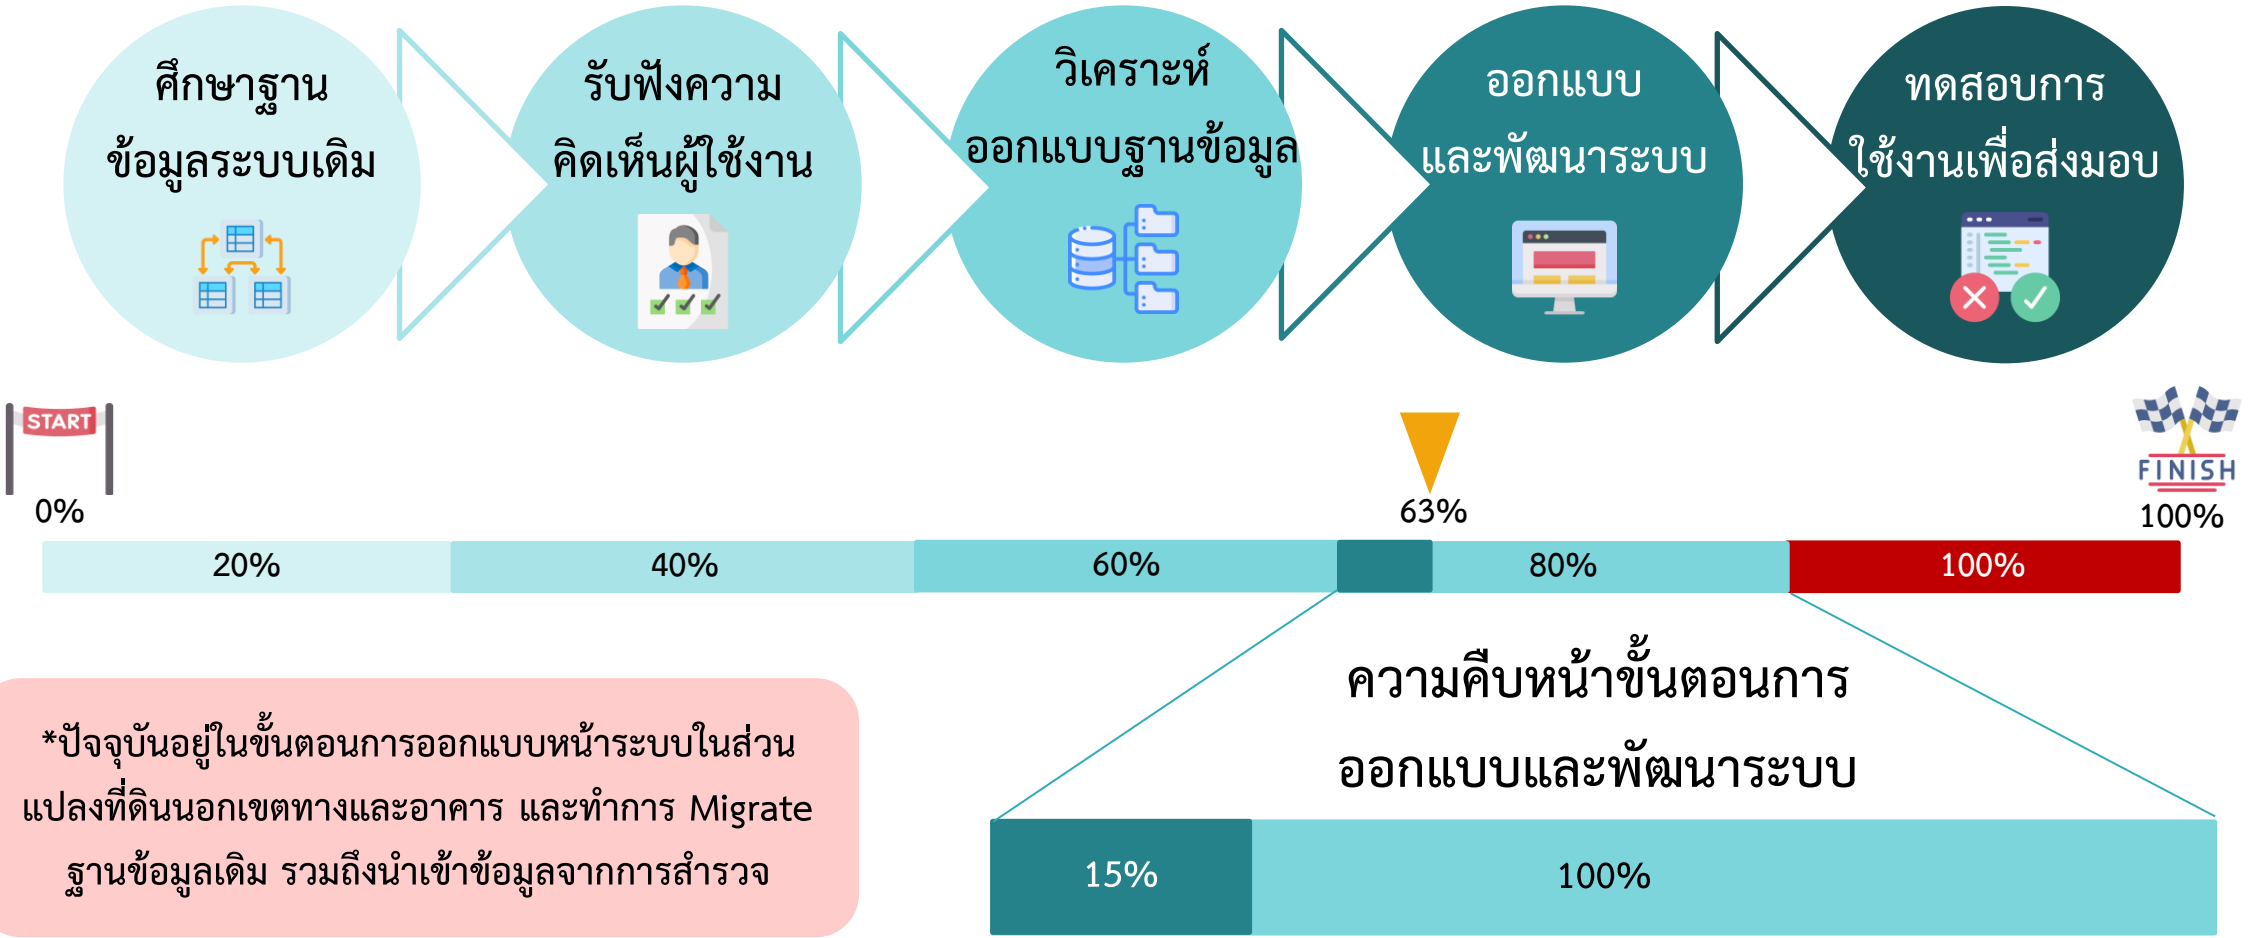 ศึกษาฐาน
ข้อมูลระบบเดิม
รับฟังความ
คิดเห็นผู้ใช้งาน
วิเคราะห์
ออกแบบฐานข้อมูล
ออกแบบ
และพัฒนาระบบ
ทดสอบการ
ใช้งานเพื่อส่งมอบ
START
FINISH
0%
63%
100%
20%
40%
60%
80%
100%
ความคืบหน้าขั้นตอนการ
ออกแบบและพัฒนาระบบ
15%
100%
*ปัจจุบันอยู่ในขั้นตอนการออกแบบหน้าระบบในส่วน
แปลงที่ดินนอกเขตทางและอาคาร และทำการ Migrate
ฐานข้อมูลเดิม รวมถึงนำเข้าข้อมูลจากการสำรวจ